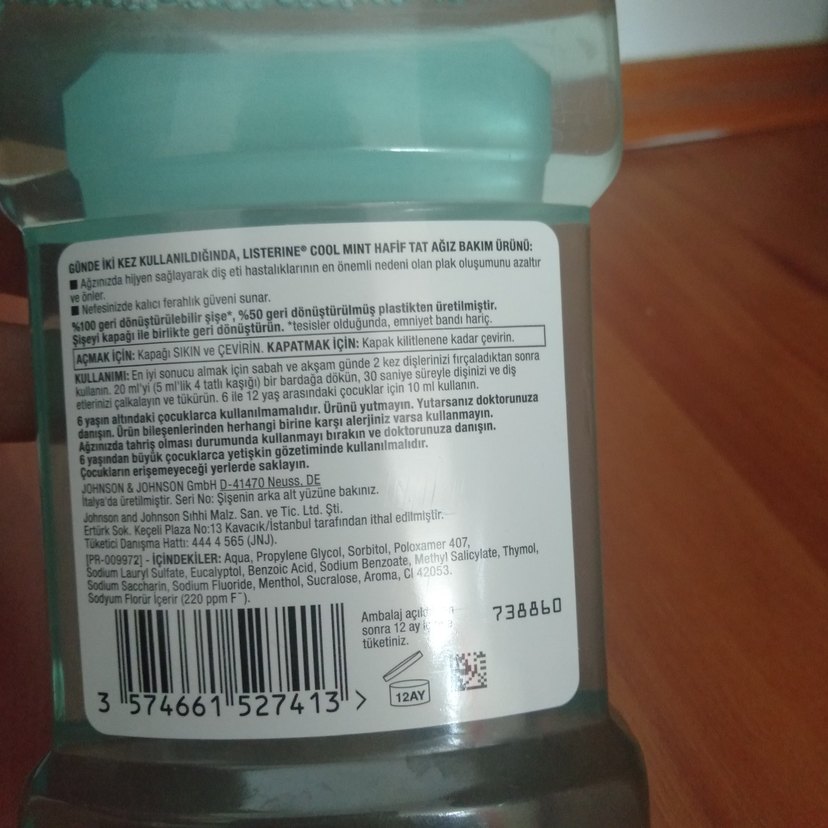 GÜNDE İKİ KEZ KULLANILDIĞINDA, LISTERINE® COOL MINT HAFİF TAT AĞIZ BAKIM ÜRÜNÜ:
■ Ağzınızda hijyen sağlayarak diş eti hastalıklarının en önemli nedeni olan plak oluşumunu azaltır
ve önler.
■ Nefesinizde kalıcı ferahlık güveni sunar.
%100 geri dönüştürülebilir şişe*, %50 geri dönüştürülmüş plastikten üretilmiştir.
Şişeyi kapağı ile birlikte geri dönüştürün. *tesisler olduğunda, emniyet bandı hariç.
AÇMAK İÇİN: Kapağı SIKIN ve ÇEVİRİN. KAPATMAK İÇİN: Kapak kilitlenene kadar çevirin.
KULLANIMI: En iyi sonucu almak için sabah ve akşam günde 2 kez dişlerinizi fırçaladıktan sonra
kullanın. 20 ml'yi (5 ml'lik 4 tatlı kaşığı) bir bardağa dökün, 30 saniye süreyle dişinizi ve diş
etlerinizi çalkalayın ve tükürün. 6 ile 12 yaş arasındaki çocuklar için 10 ml kullanın.
6 yaşın altındaki çocuklarca kullanılmamalıdır. Ürünü yutmayın. Yutarsanız doktorunuza
danışın. Ürün bileşenlerinden herhangi birine karşı alerjiniz varsa kullanmayın.
Ağzınızda tahriş olması durumunda kullanmayı bırakın ve doktorunuza danışın.
6 yaşından büyük çocuklarca yetişkin gözetiminde kullanılmalıdır.
Çocukların erişemeyeceği yerlerde saklayın.
JOHNSON & JOHNSON GmbH D-41470 Neuss, DE
İtalya'da üretilmiştir. Seri No: Şişenin arka alt yüzüne bakınız.
Johnson and Johnson Sıhhi Malz. San. ve Tic. Ltd. Şti.
Ertürk Sok. Keçeli Plaza No:13 Kavacık/İstanbul tarafından ithal edilmiştir.
Tüketici Danışma Hattı: 444 4 565 (JNJ).
[PR-009972] - İÇİNDEKİLER: Aqua, Propylene Glycol, Sorbitol, Poloxamer 407,
Sodium Lauryl Sulfate, Eucalyptol, Benzoic Acid, Sodium Benzoate, Methyl Salicylate, Thymol,
Sodium Saccharin, Sodium Fluoride, Menthol, Sucralose, Aroma, CI 42053.
Sodyum Florür İçerir (220 ppm F⁻).
Ambalaj
sonra 12 ay
tüketiniz.
738860
12AY
3 574661 527413 >